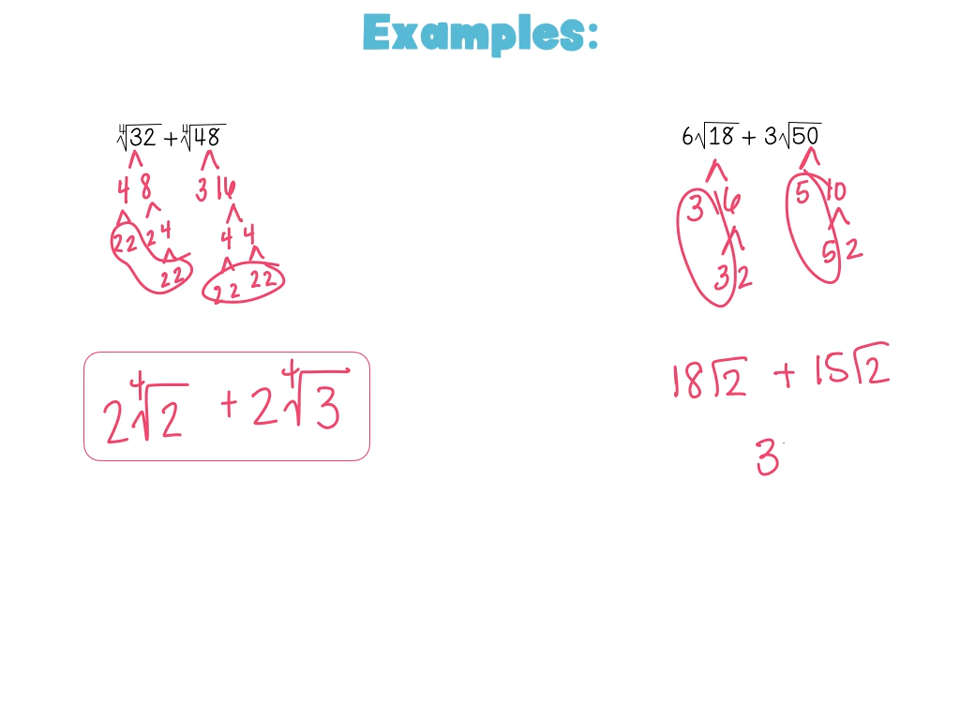 Examples:
∜32 + ∜48
4 8 3 16
2 2 2 4 4 4
2 2 2 2 2 2
2∜2 + 2∜3
6√18 + 3√50
3 6 5 10
3 2 5 2
18√2 + 15√2
3